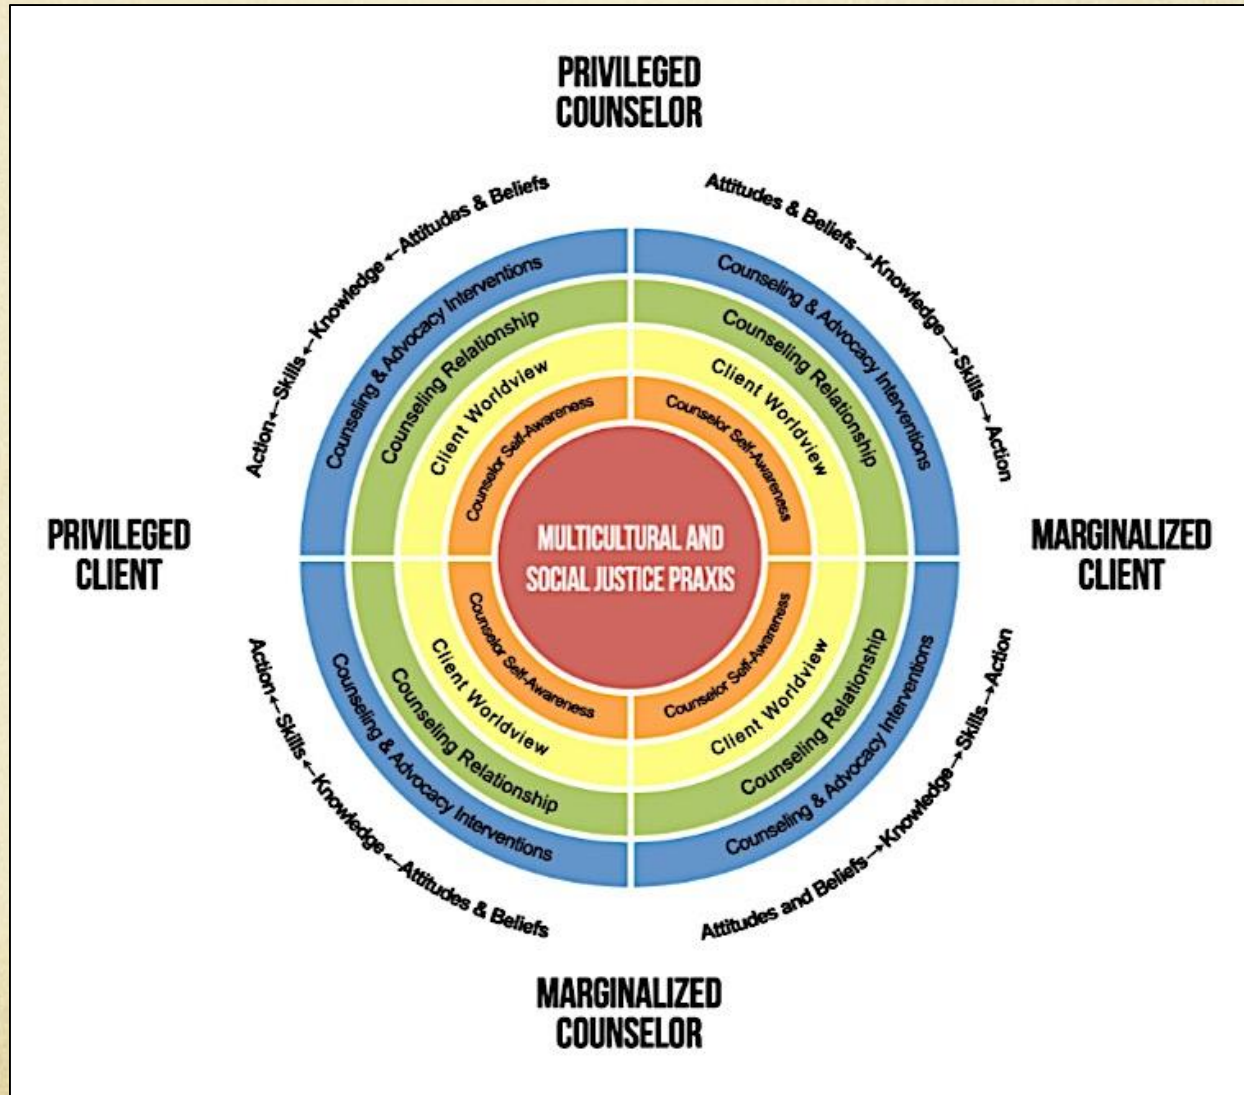 PRIVILEGED
COUNSELOR
Attitudes & Beliefs
Action←Skills←Knowledge←Attitudes & Beliefs
Attitudes & Beliefs→Knowledge→Skills→Action
Counseling & Advocacy Interventions
Counseling & Advocacy Interventions
Counseling Relationship
Counseling Relationship
Client Worldview
Client Worldview
Counselor Self-Awareness
Counselor Self-Awareness
PRIVILEGED
CLIENT
MULTICULTURAL AND
SOCIAL JUSTICE PRAXIS
MARGINALIZED
CLIENT
Counselor Self-Awareness
Counselor Self-Awareness
Client Worldview
Client Worldview
Counseling Relationship
Counseling Relationship
Counseling & Advocacy Interventions
Counseling & Advocacy Interventions
Action←Skills←Knowledge←Attitudes & Beliefs
Attitudes and Beliefs→Knowledge→Skills→Action
MARGINALIZED
COUNSELOR